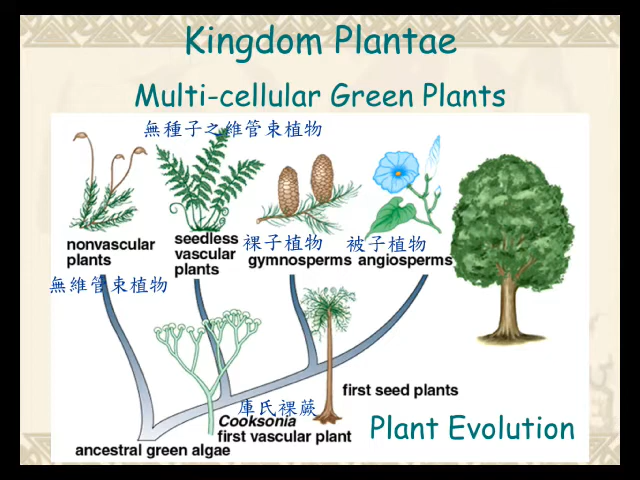 Kingdom Plantae
Multi-cellular Green Plants
無種子之維管束植物
nonvascular
plants
無維管束植物
seedless
vascular
plants
裸子植物
gymnosperms
被子植物
angiosperms
first seed plants
庫氏裸蕨
Cooksonia
first vascular plant
ancestral green algae
Plant Evolution